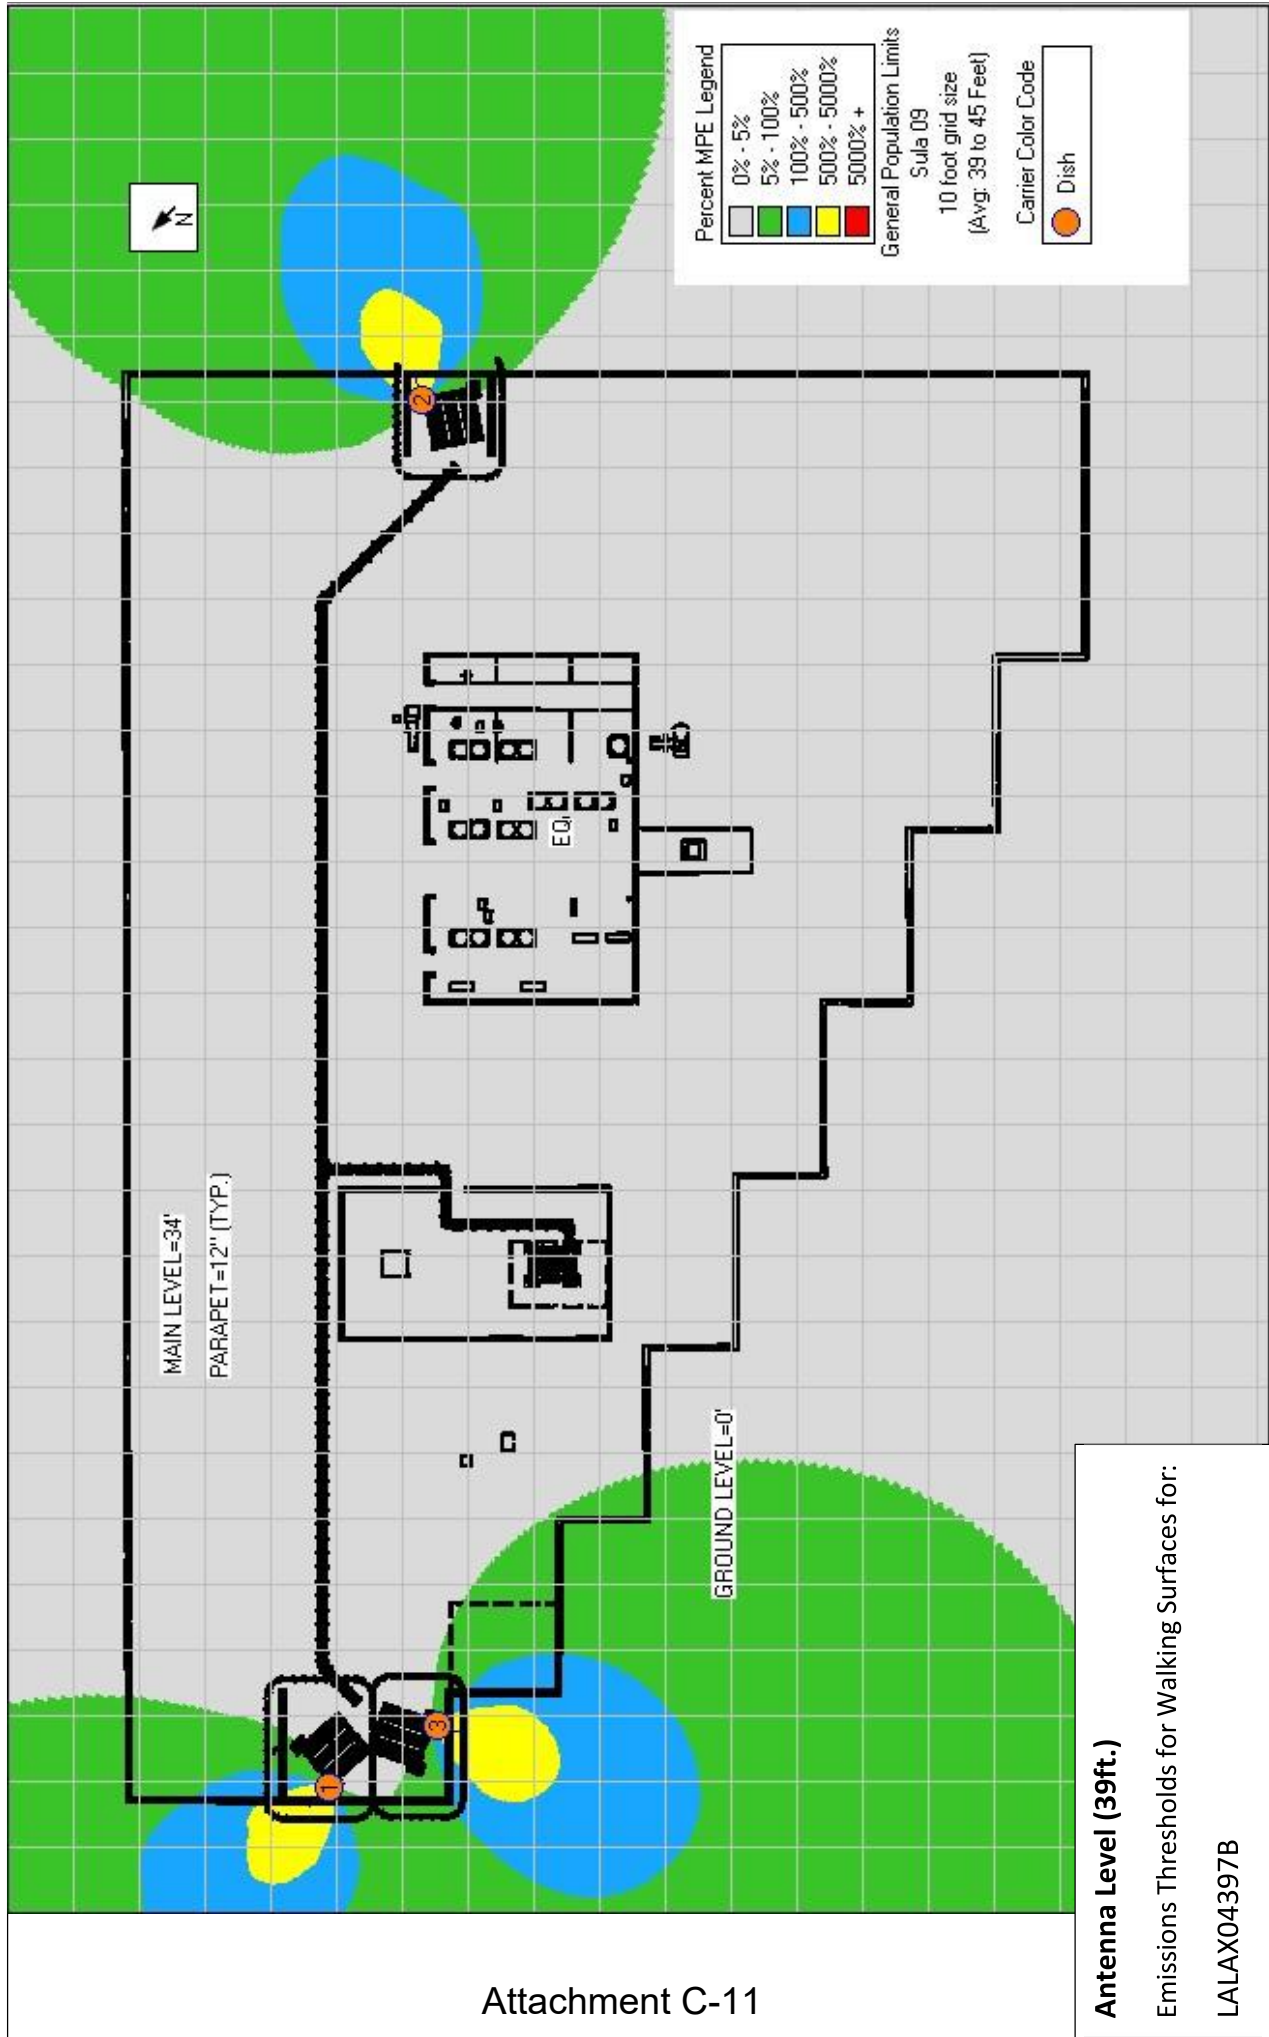 Percent MPE Legend
0% - 5%
5% - 100%
100% - 500%
500% - 5000%
5000% +
General Population Limits
Sula 09
10 foot grid size
(Avg: 39 to 45 Feet)
Carrier Color Code
Dish
N
MAIN LEVEL=34'
PARAPET=12" (TYP.)
EQ.
GROUND LEVEL=0'
1
2
3
Antenna Level (39ft.)
Emissions Thresholds for Walking Surfaces for:
LALAX04397B
Attachment C-11